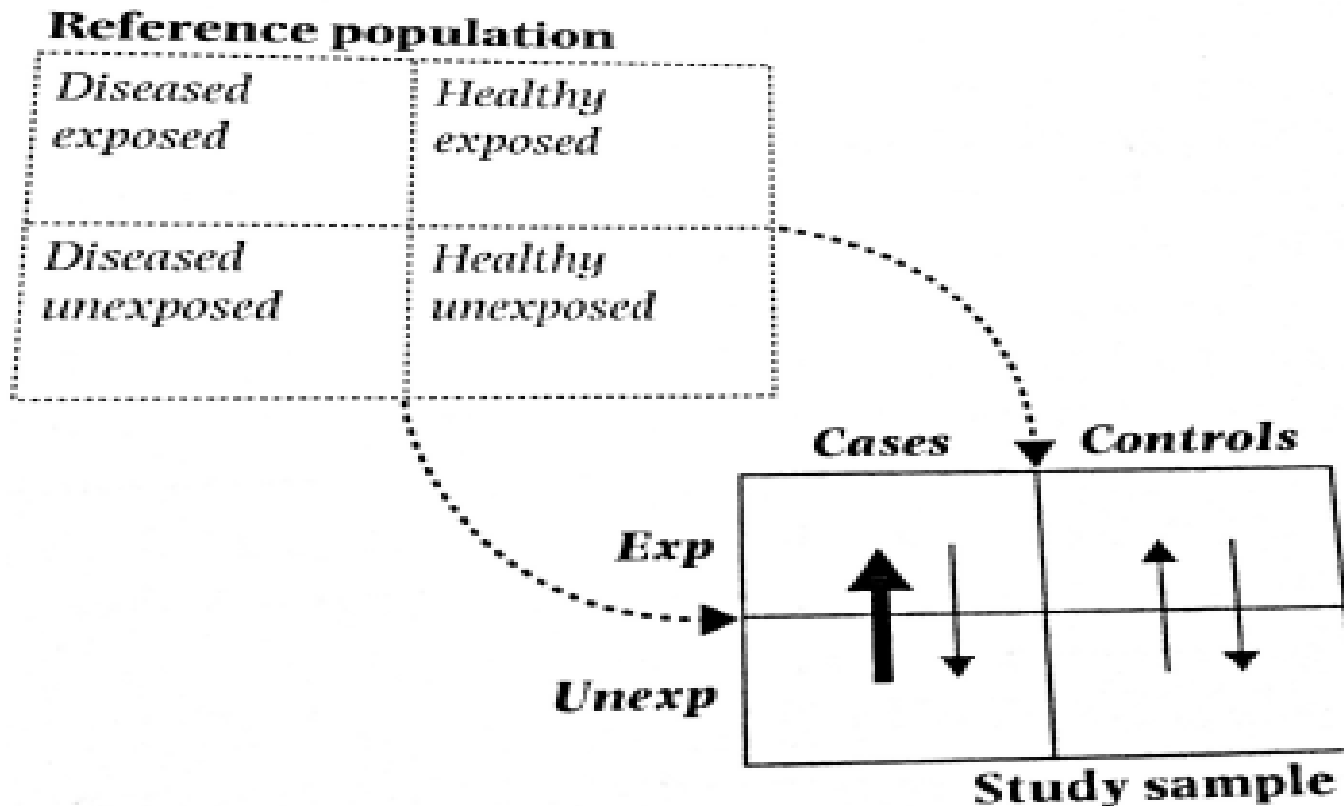 Reference population
Diseased
exposed
Healthy
exposed
Diseased
unexposed
Healthy
unexposed
Cases
Controls
Exp
Unexp
Study sample